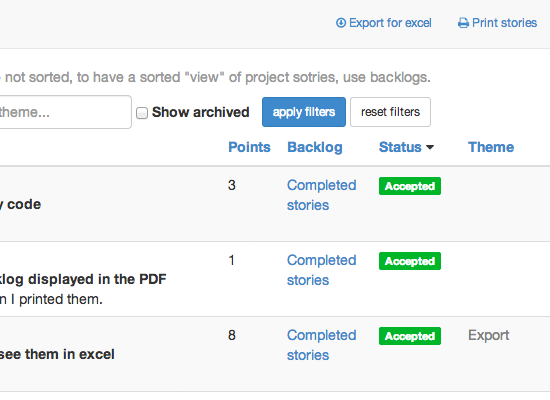 Export for excel Print stories
not sorted, to have a sorted "view" of project sotries, use backlogs.
theme... Show archived apply filters reset filters
Points Backlog Status Theme
3 Completed Accepted
y code stories
1 Completed Accepted
klog displayed in the PDF stories
n I printed them.
8 Completed Accepted Export
see them in excel stories